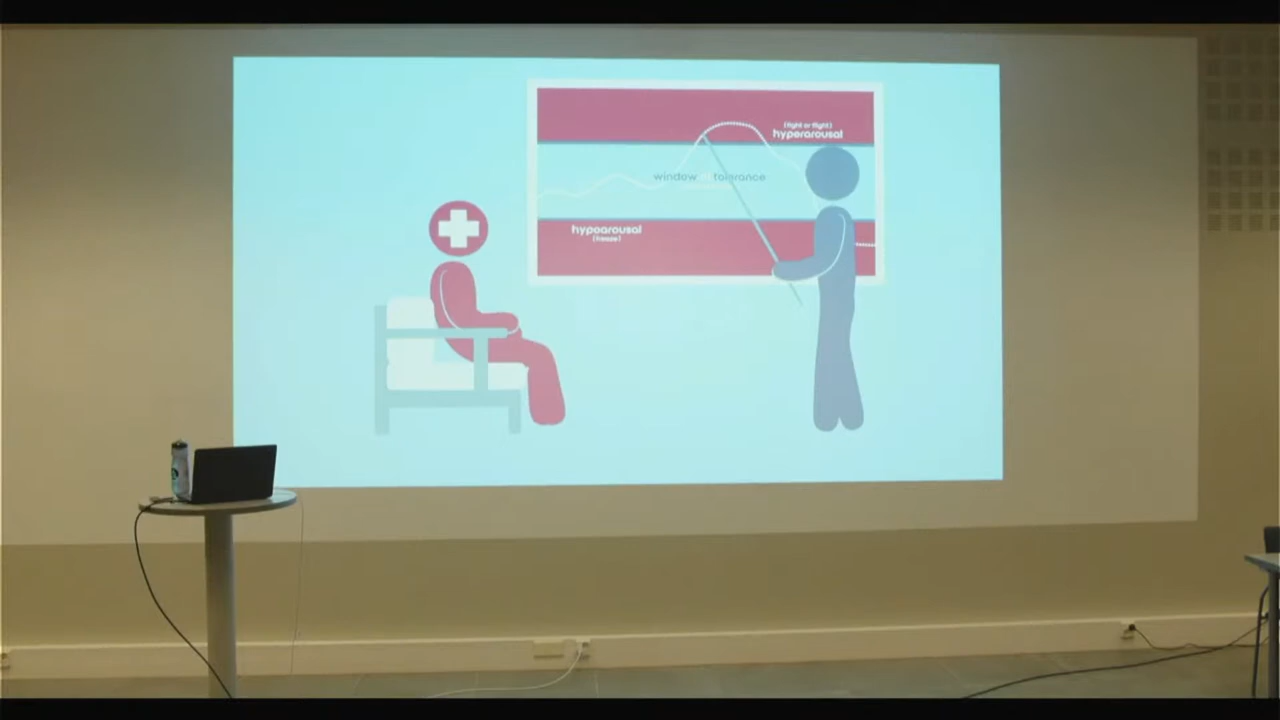 (fight or flight)
hyperarousal
window of tolerance
hypoarousal
(freeze)